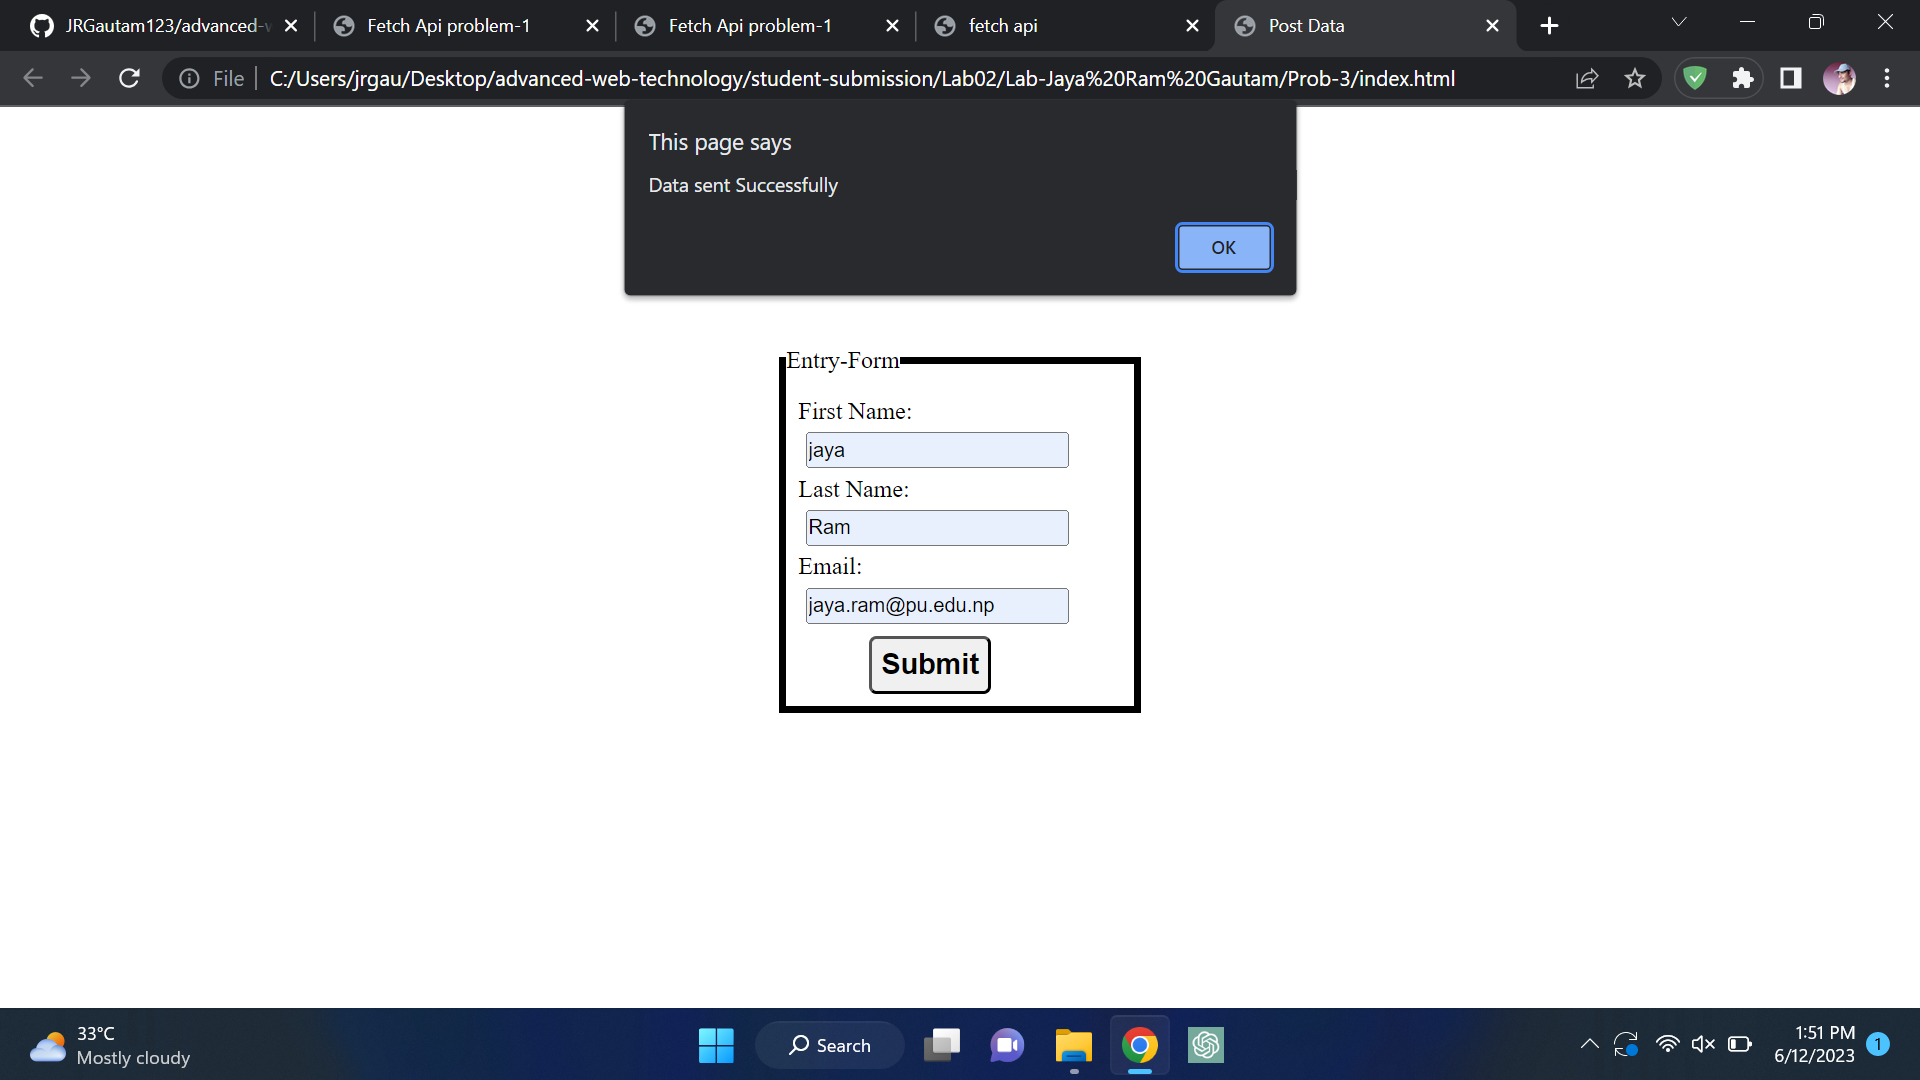 JRGautam123/advanced-w
Fetch Api problem-1
Fetch Api problem-1
fetch api
Post Data
File
C:/Users/jrgau/Desktop/advanced-web-technology/student-submission/Lab02/Lab-Jaya%20Ram%20Gautam/Prob-3/index.html
This page says
Data sent Successfully
OK
Entry-Form
First Name:
jaya
Last Name:
Ram
Email:
jaya.ram@pu.edu.np
Submit
33°C
Mostly cloudy
Search
1:51 PM
6/12/2023
1